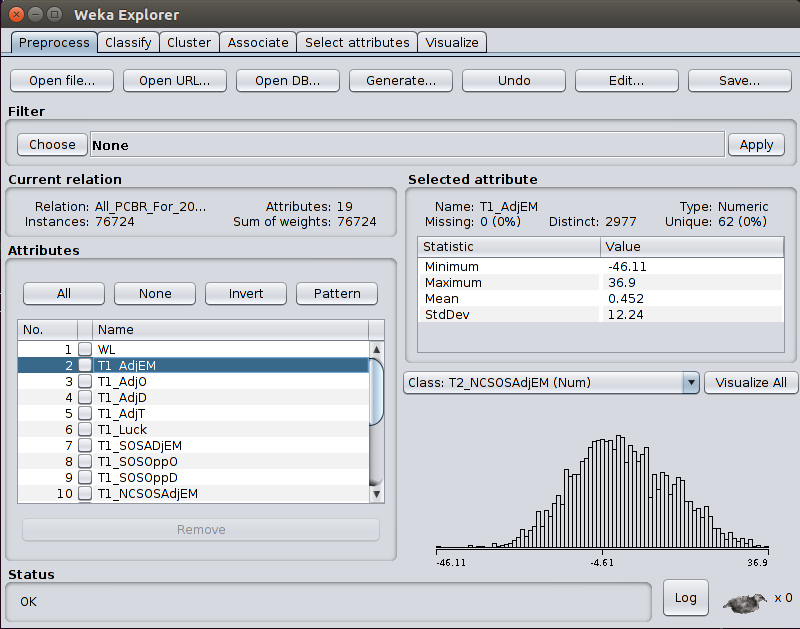 Weka Explorer
Preprocess Classify Cluster Associate Select attributes Visualize
Open file... Open URL... Open DB... Generate... Undo Edit... Save...
Filter
Choose None Apply
Current relation
Relation: All_PCBR_For_20... Attributes: 19
Instances: 76724 Sum of weights: 76724
Selected attribute
Name: T1_AdjEM Type: Numeric
Missing: 0 (0%) Distinct: 2977 Unique: 62 (0%)
Statistic Value
Minimum -46.11
Maximum 36.9
Mean 0.452
StdDev 12.24
Attributes
All None Invert Pattern
No. Name
1 WL
2 T1_AdjEM
3 T1_AdjO
4 T1_AdjD
5 T1_AdjT
6 T1_Luck
7 T1_SOSADjEM
8 T1_SOSOppO
9 T1_SOSOppD
10 T1_NCSOSAdjEM
Remove
Class: T2_NCSOSAdjEM (Num) Visualize All
-46.11 -4.61 36.9
Status
OK
Log x 0